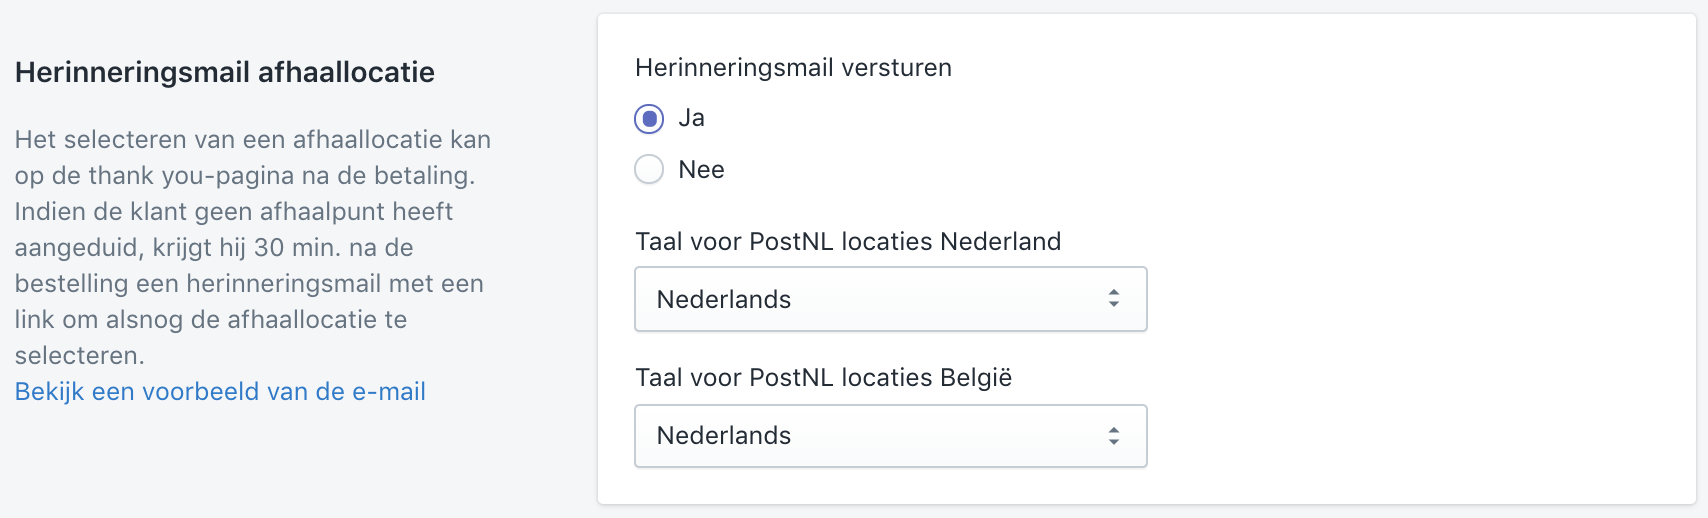 Herinneringsmail afhaallocatie
Het selecteren van een afhaallocatie kan
op de thank you-pagina na de betaling.
Indien de klant geen afhaalpunt heeft
aangeduid, krijgt hij 30 min. na de
bestelling een herinneringsmail met een
link om alsnog de afhaallocatie te
selecteren.
Bekijk een voorbeeld van de e-mail
Herinneringsmail versturen
Ja
Nee
Taal voor PostNL locaties Nederland
Nederlands
Taal voor PostNL locaties België
Nederlands